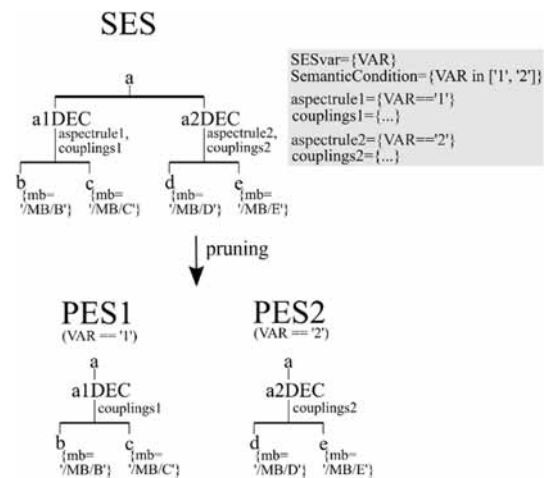 SES
SESvar={VAR}
SemanticCondition={VAR in ['1', '2']}
aspectrule1={VAR=='1'}
couplings1={...}
aspectrule2={VAR=='2'}
couplings2={...}
a
a1DEC a2DEC
aspectrule1, aspectrule2,
couplings1 couplings2
b c d e
{mb= {mb= {mb= {mb=
'/MB/B'} '/MB/C'} '/MB/D'} '/MB/E'}
pruning
PES1 PES2
(VAR == '1') (VAR == '2')
a a
a1DEC a2DEC
couplings1 couplings2
b c d e
{mb= {mb= {mb= {mb=
'/MB/B'} '/MB/C'} '/MB/D'} '/MB/E'}